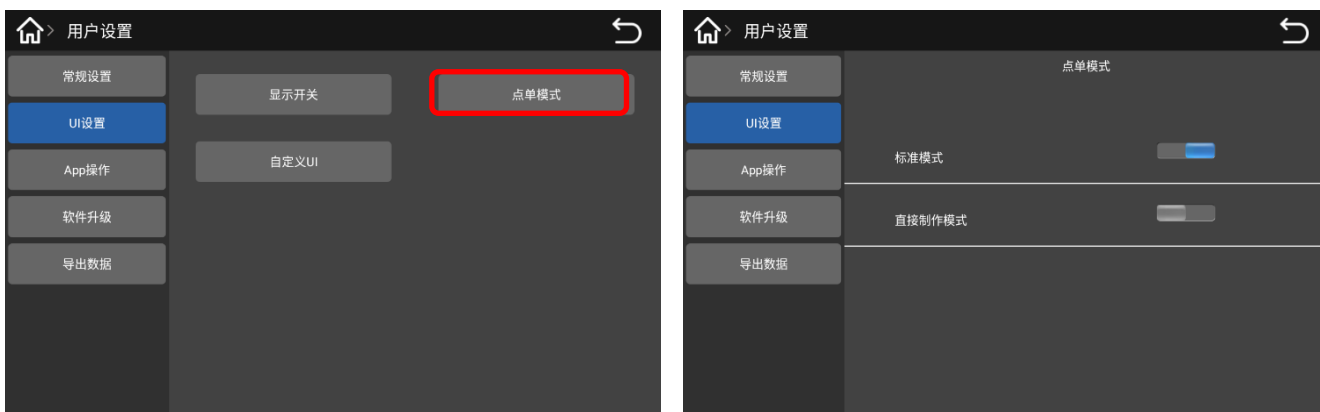 > 用户设置
常规设置
UI设置
App操作
软件升级
导出数据
显示开关
点单模式
自定义UI
> 用户设置
常规设置
UI设置
App操作
软件升级
导出数据
点单模式
标准模式
直接制作模式